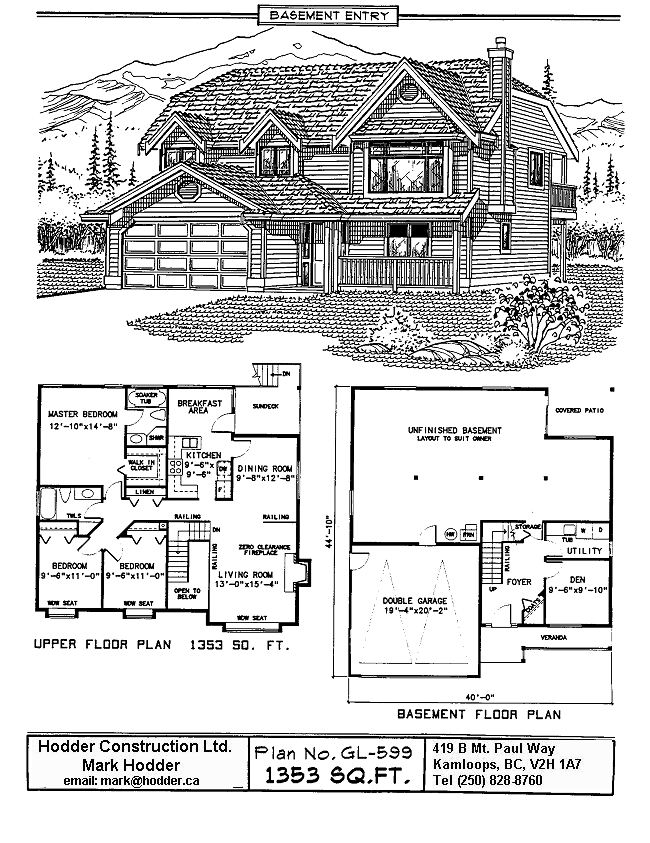 BASEMENT ENTRY
DN
SOAKER
TUB
MASTER BEDROOM
12'-10"x14'-8"
SHWR
BREAKFAST
AREA
SUNDECK
WALK IN
CLOSET
KITCHEN
9'-6"x
9'-6"
DW
F
DINING ROOM
9'-8"x12'-8"
LINEN
TWLS
RAILING
RAILING
DN
RAILING
ZERO CLEARANCE
FIREPLACE
BEDROOM
9'-6"x11'-0"
BEDROOM
9'-6"x11'-0"
LIVING ROOM
13'-0"x15'-4"
OPEN TO
BELOW
WDW SEAT
WDW SEAT
WDW SEAT
UPPER FLOOR PLAN 1353 SQ. FT.
COVERED PATIO
UNFINISHED BASEMENT
LAYOUT TO SUIT OWNER
44'-10"
HW
FRN
STORAGE
TUB
W
D
UTILITY
RAILING
UP
FOYER
DEN
9'-6"x9'-10"
COATS
DOUBLE GARAGE
19'-4"x20'-2"
VERANDA
40'-0"
BASEMENT FLOOR PLAN
Hodder Construction Ltd.
Mark Hodder
email: mark@hodder.ca
Plan No. GL-599
1353 SQ.FT.
419 B Mt. Paul Way
Kamloops, BC, V2H 1A7
Tel (250) 828-8760